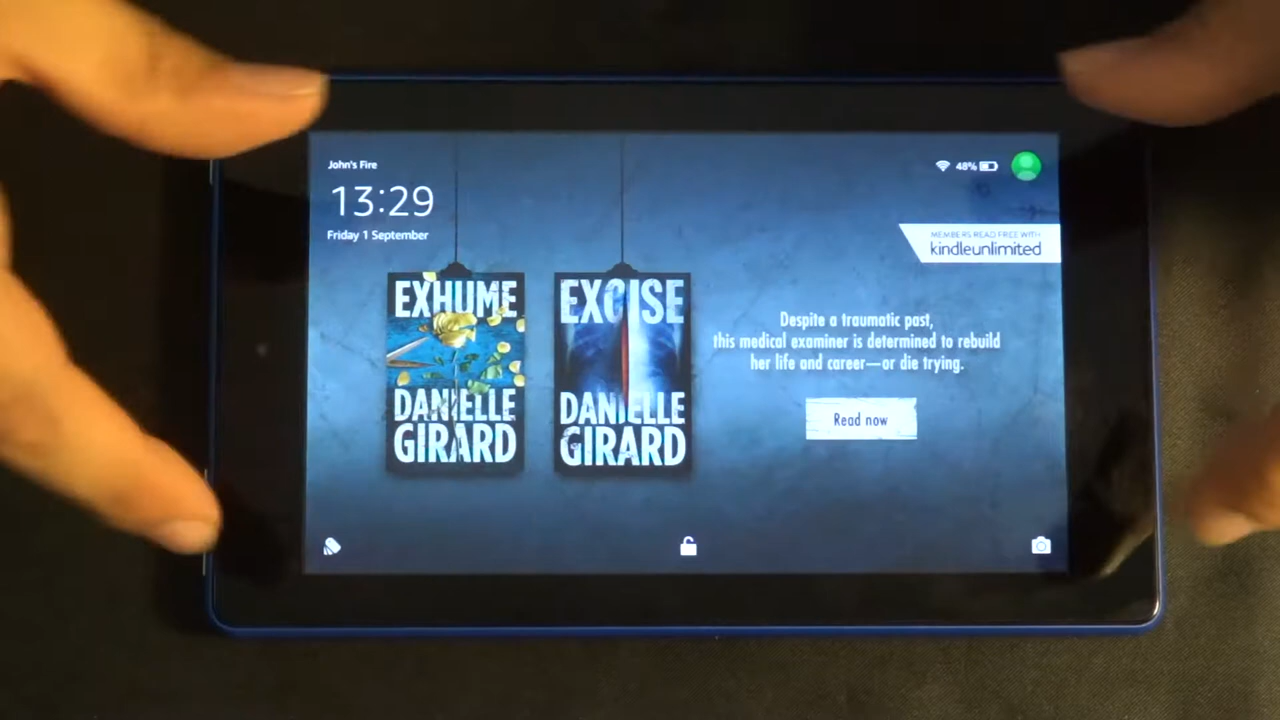 John's Fire
48%
13:29
Friday 1 September
MEMBERS READ FREE WITH
kindleunlimited
EXHUME
DANIELLE
GIRARD
EXCISE
DANIELLE
GIRARD
Despite a traumatic past,
this medical examiner is determined to rebuild
her life and career—or die trying.
Read now